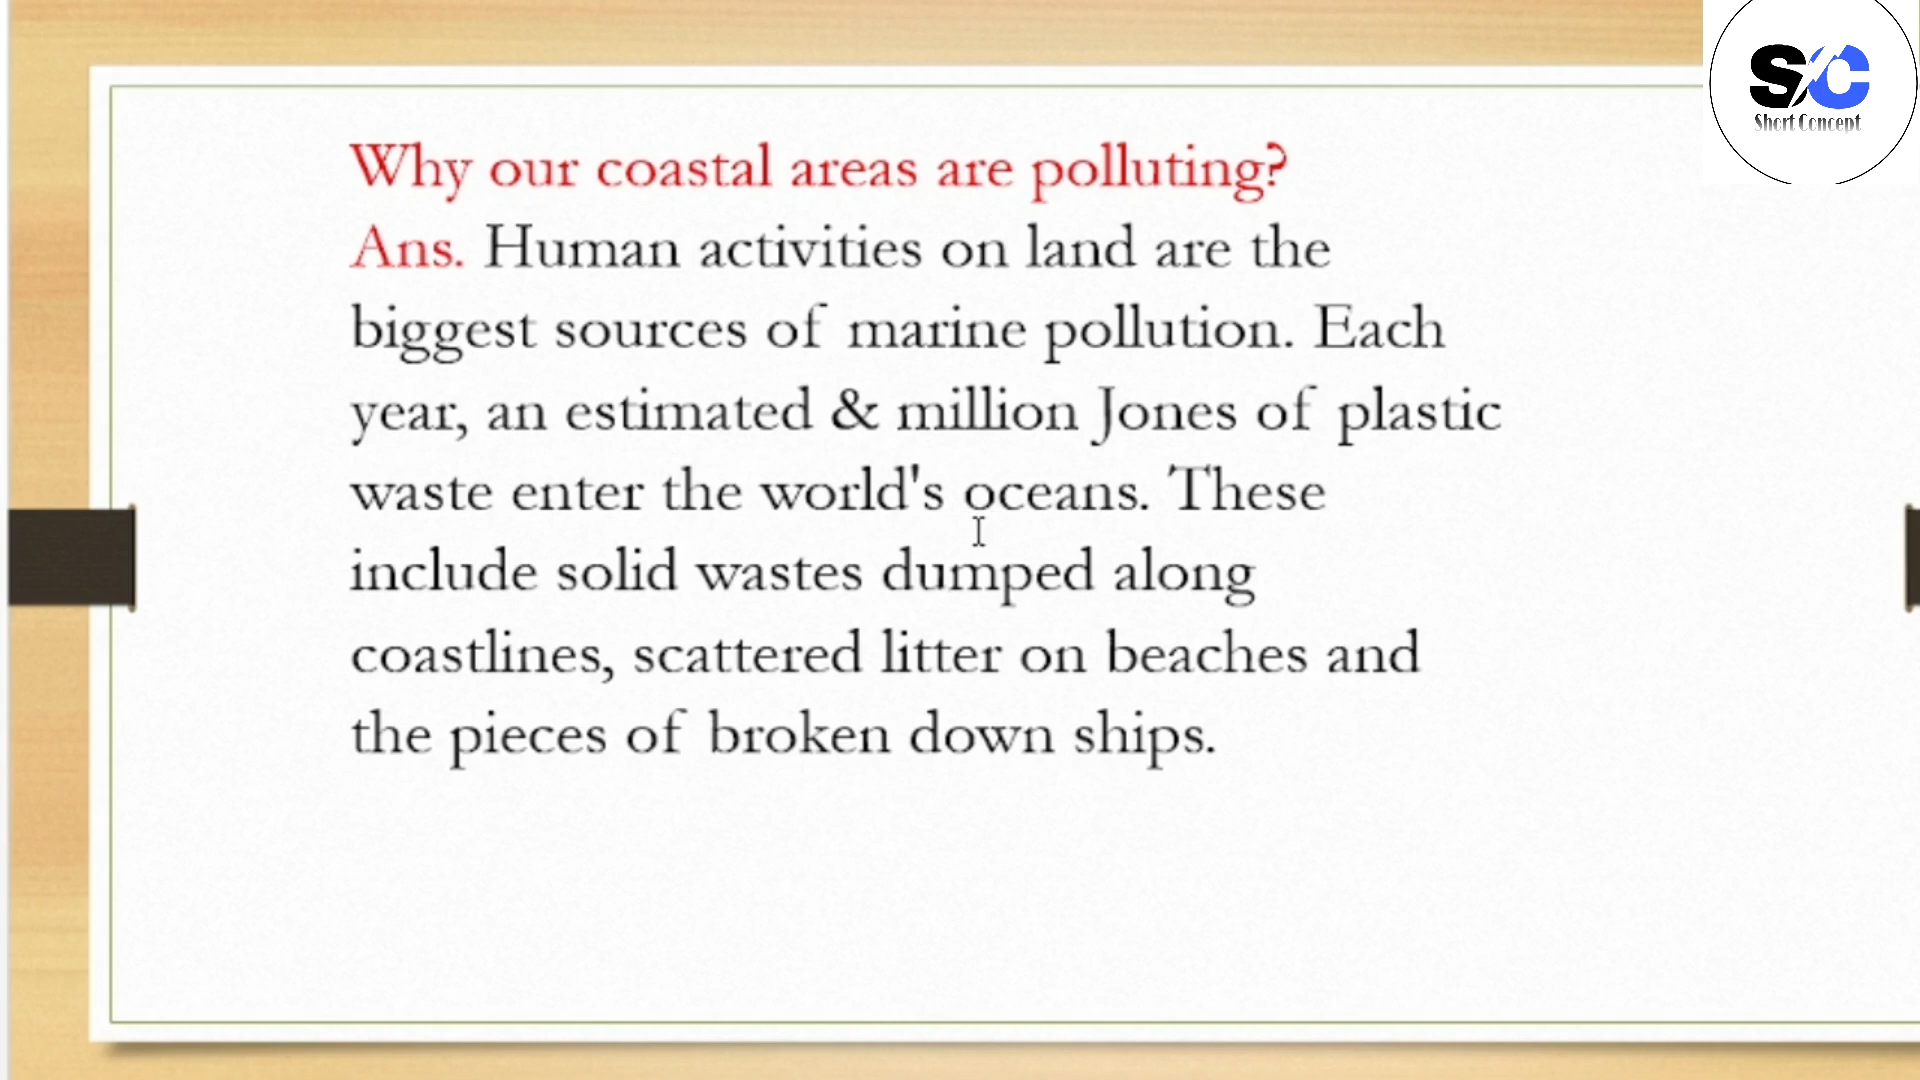 SC
Short Concept
Why our coastal areas are polluting?
Ans. Human activities on land are the
biggest sources of marine pollution. Each
year, an estimated & million Jones of plastic
waste enter the world's oceans. These
include solid wastes dumped along
coastlines, scattered litter on beaches and
the pieces of broken down ships.